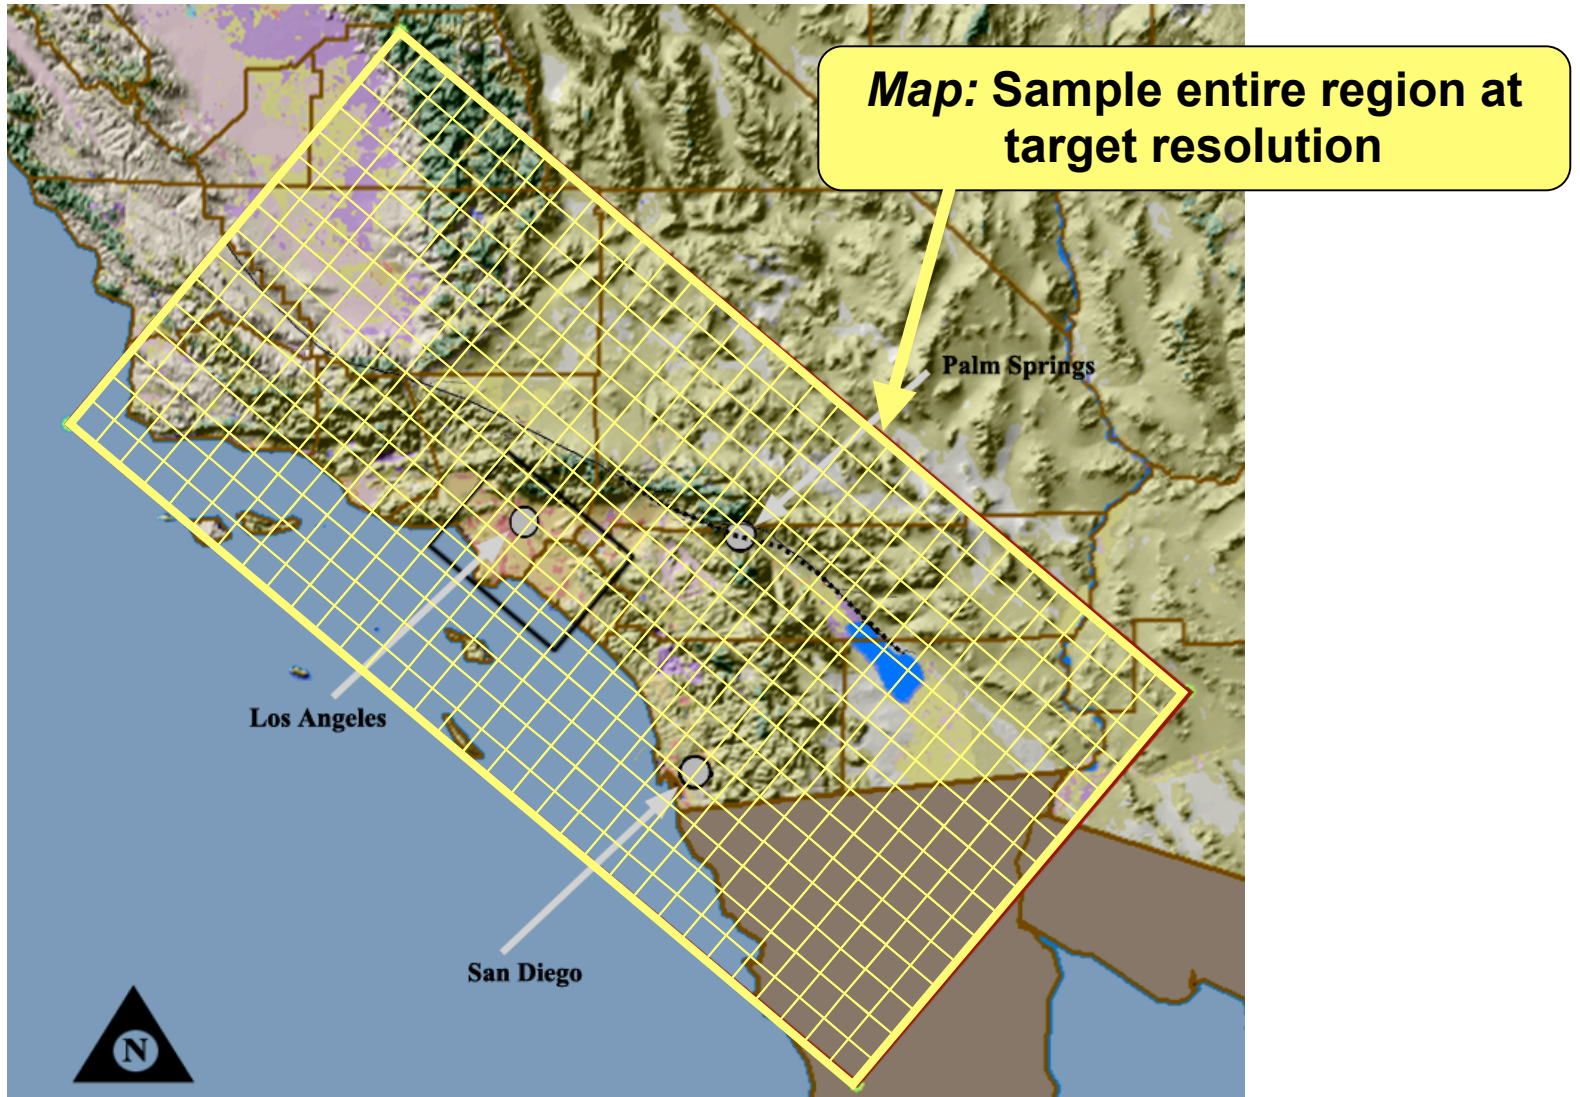 Map: Sample entire region at
target resolution
Palm Springs
Los Angeles
San Diego
N